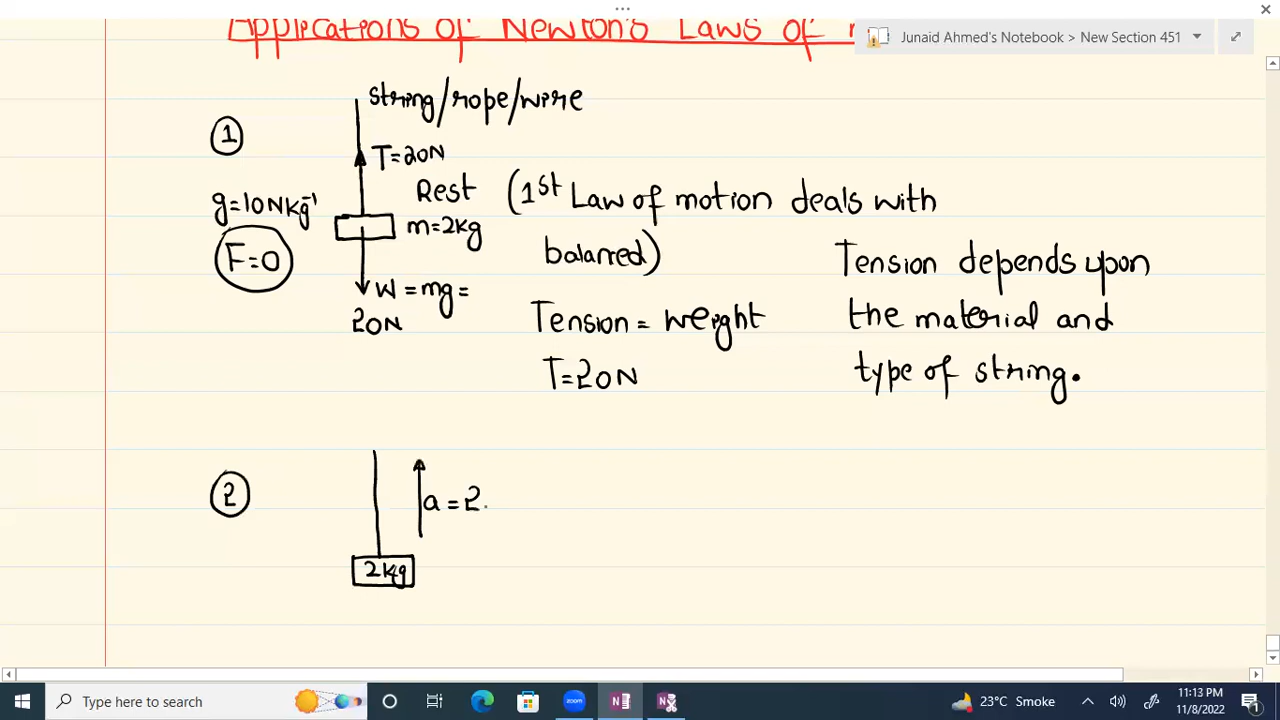 Applications of Newton's Laws of
Junaid Ahmed's Notebook > New Section 451
string/rope/wire
1
T=20N
g=10Nkg⁻¹
Rest
(1st Law of motion deals with
m=2kg
F=0
balanred)
Tension depends upon
W = mg =
20N
Tension = weight
the material and
T=20N
type of string.
2
a = 2.
2kg
Type here to search
23°C Smoke
11:13 PM
11/8/2022
1